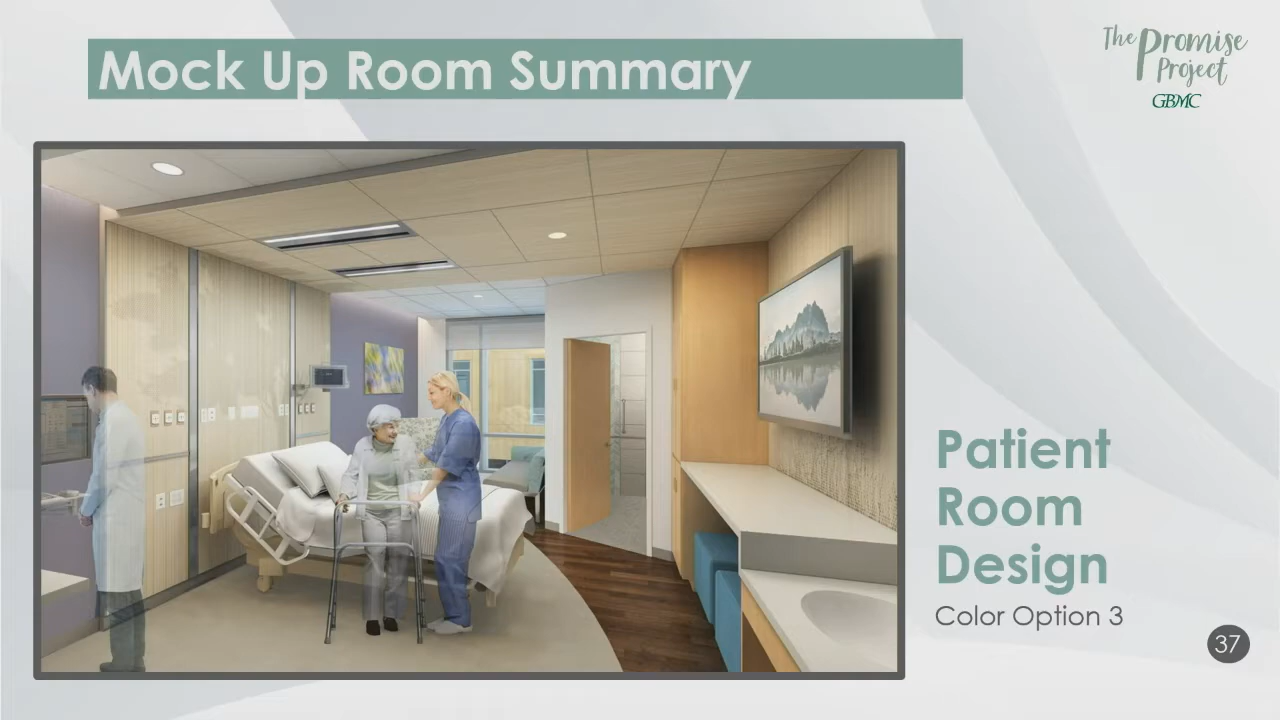 Mock Up Room Summary
The Promise
Project
GBMC
Patient
Room
Design
Color Option 3
37